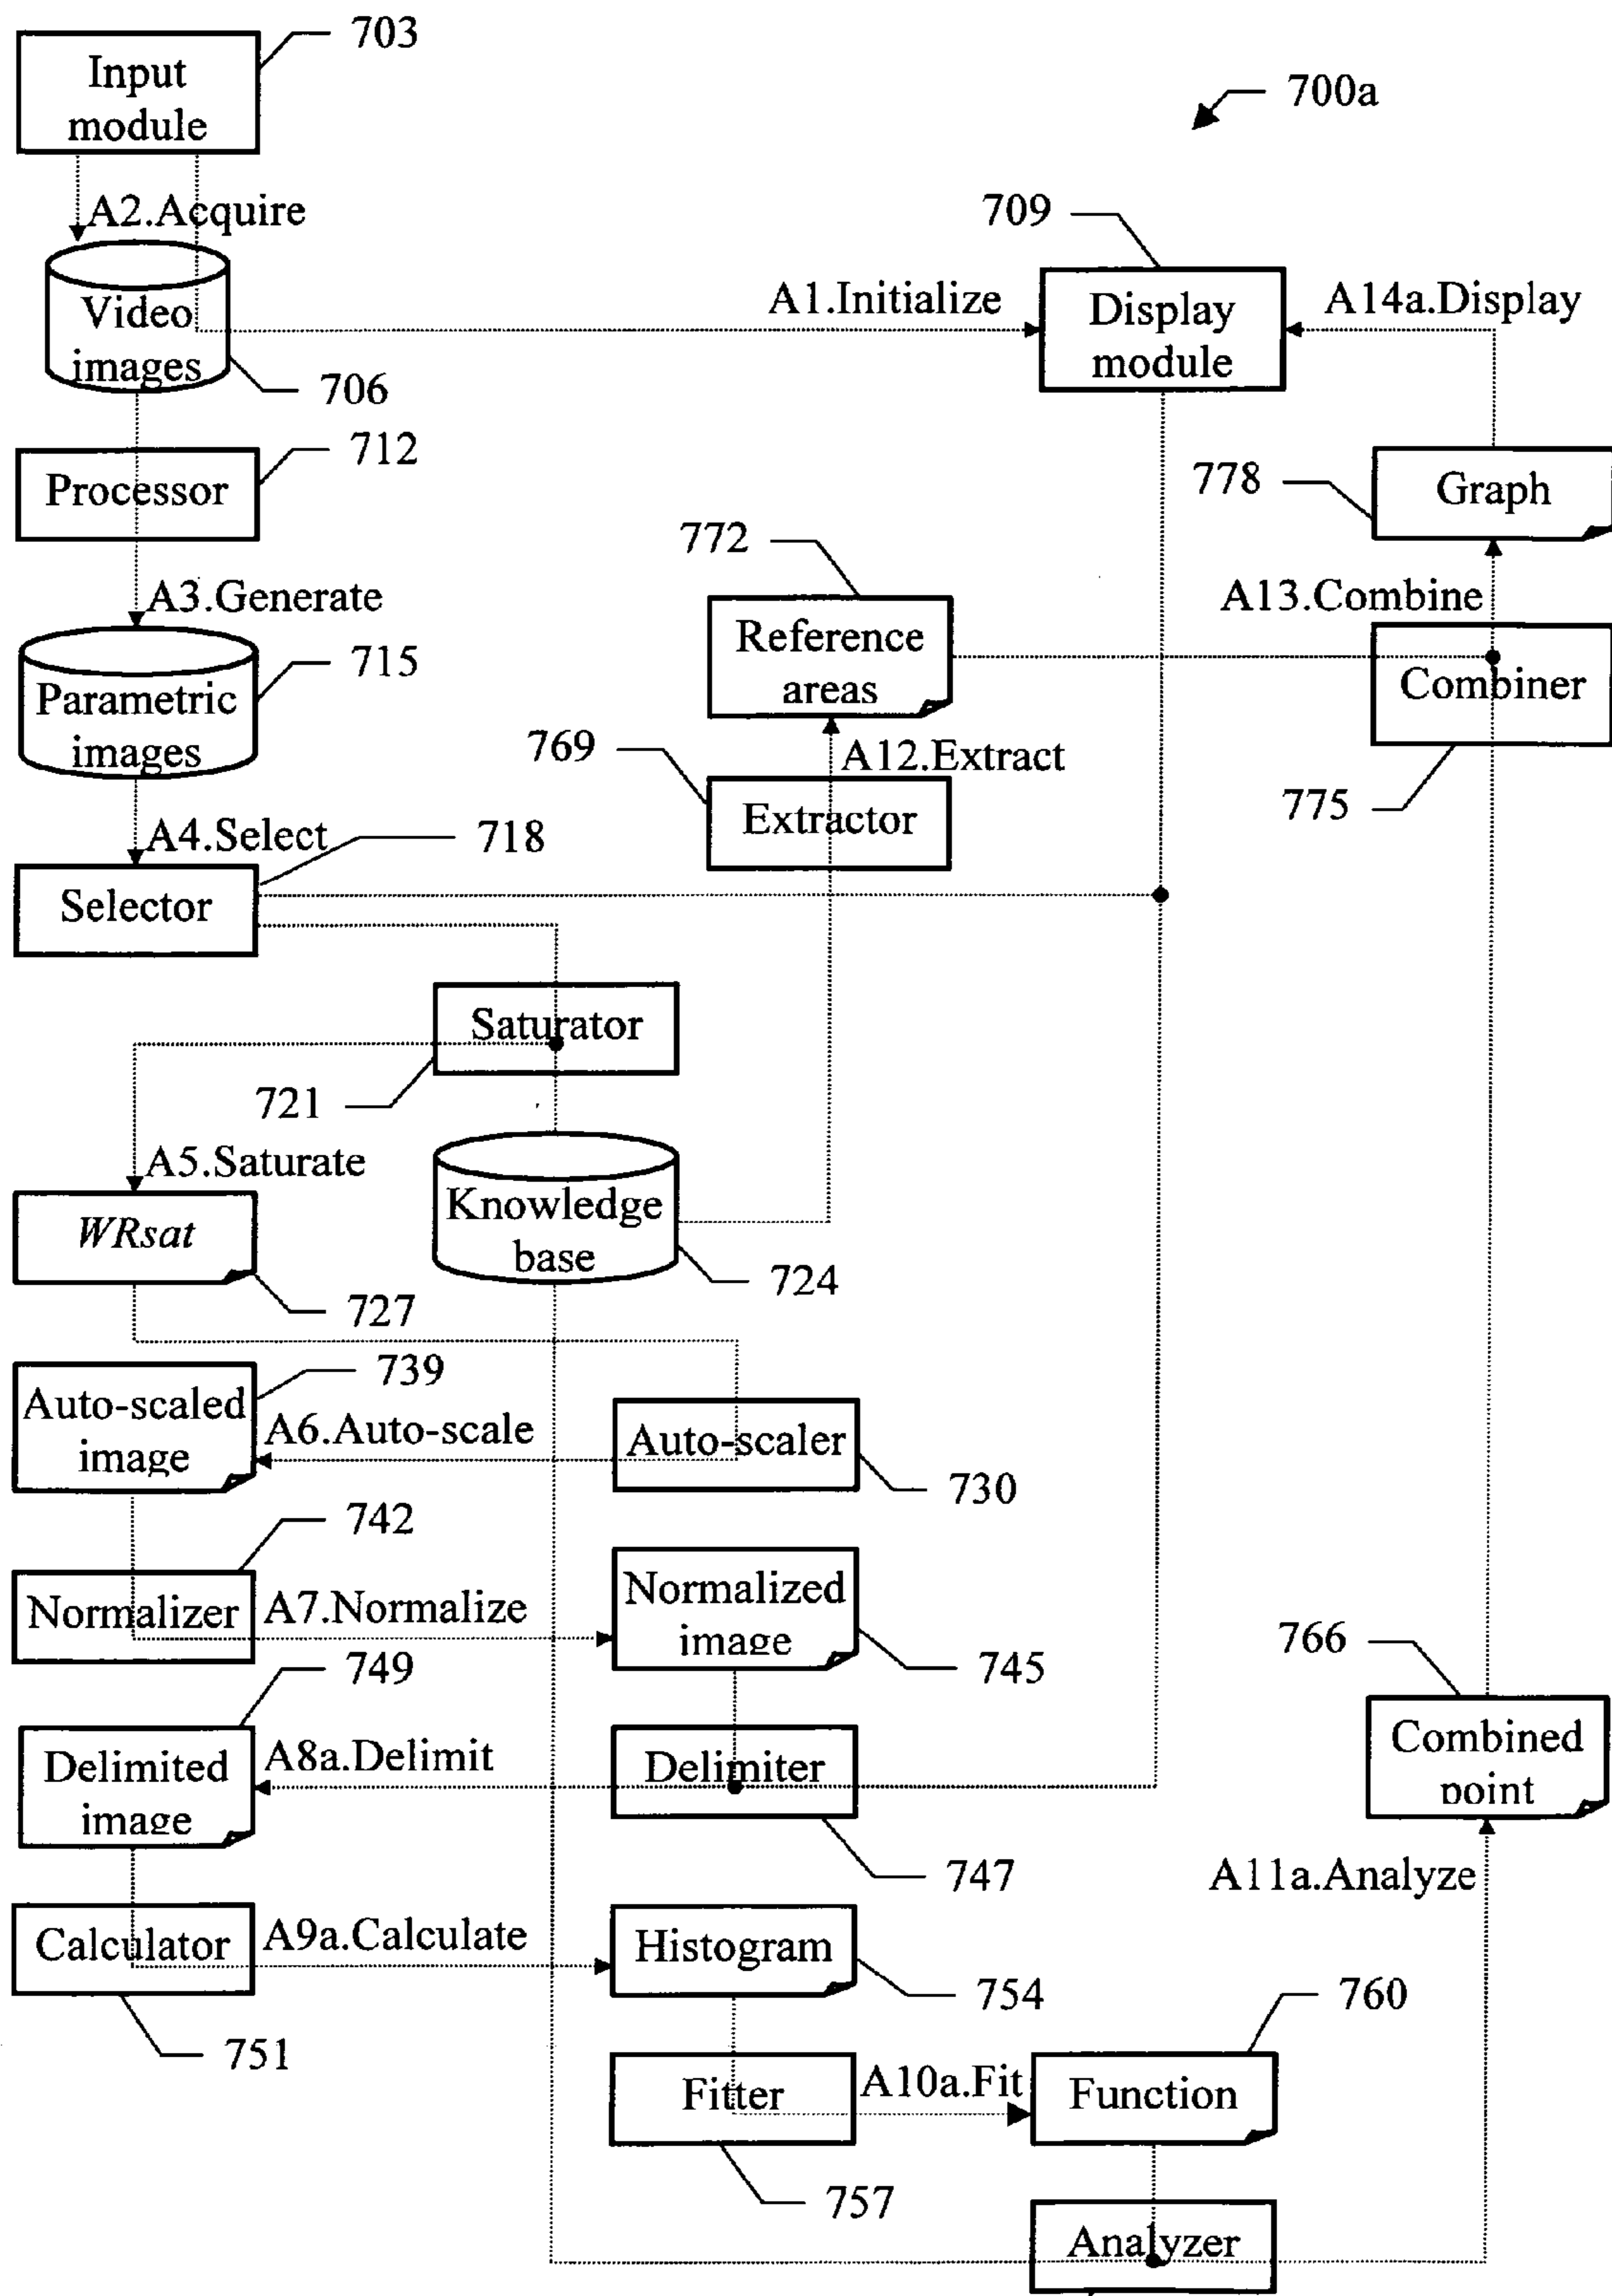 703
Input
module
700a
A2.Acquire
709
Video
images
706
A1.Initialize
Display
module
A14a.Display
712
Processor
778
Graph
772
A3.Generate
Reference
areas
A13.Combine
715
Parametric
images
Combiner
769
A12.Extract
775
Extractor
A4.Select
718
Selector
Saturator
721
A5.Saturate
WRsat
Knowledge
base
724
727
739
Auto-scaled
image
A6.Auto-scale
Auto-scaler
730
742
Normalizer
A7.Normalize
Normalized
image
745
766
749
Delimited
image
A8a.Delimit
Delimiter
Combined
point
747
A11a.Analyze
Calculator
A9a.Calculate
Histogram
754
760
751
Fitter
A10a.Fit
Function
757
Analyzer